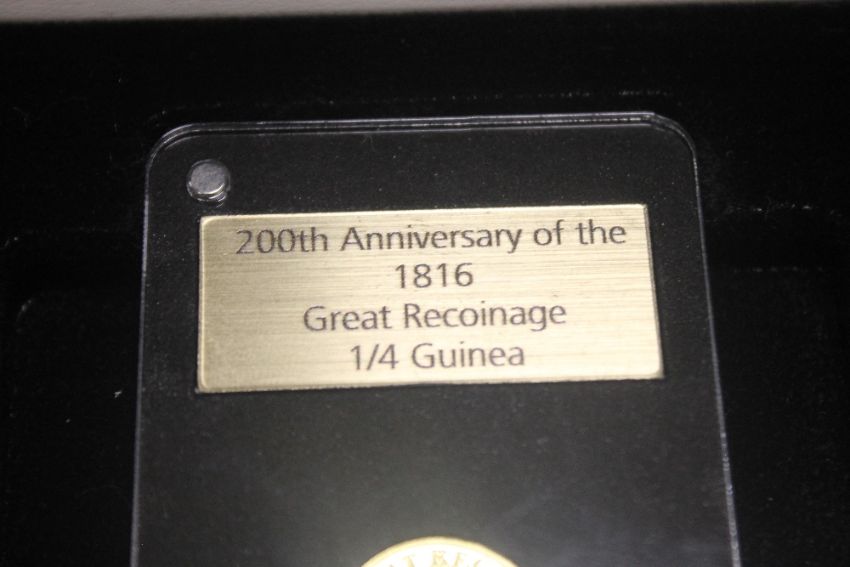 200th Anniversary of the
1816
Great Recoinage
1/4 Guinea